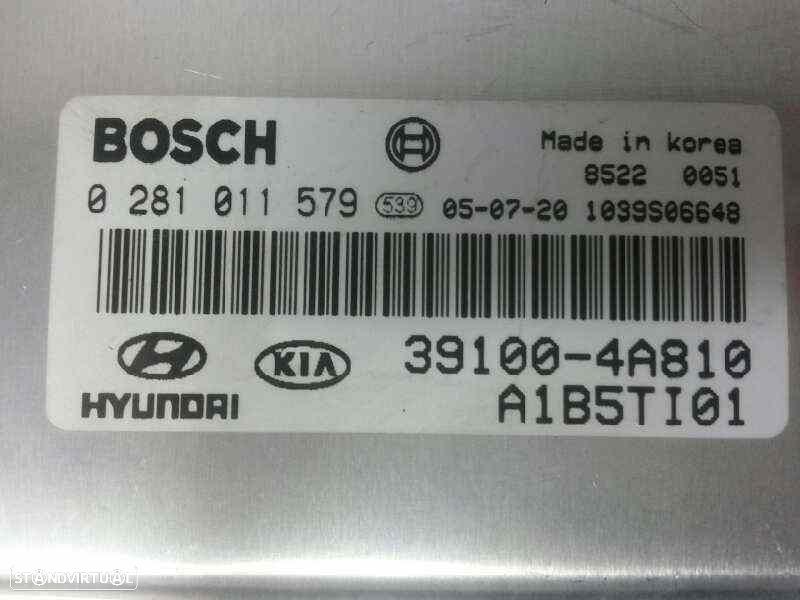 BOSCH
Made in korea
8522 0051
0 281 011 579 539 05-07-20 1039S06648
HYUNDAI
KIA
39100-4A810
A1B5TI01
STANDVIRTUAL